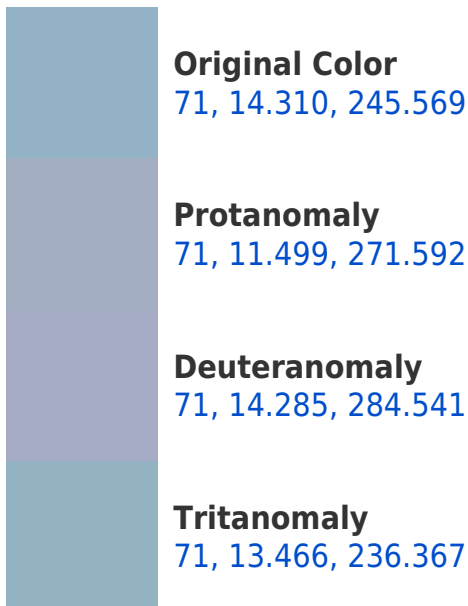 Original Color
71, 14.310, 245.569
Protanomaly
71, 11.499, 271.592
Deuteranomaly
71, 14.285, 284.541
Tritanomaly
71, 13.466, 236.367